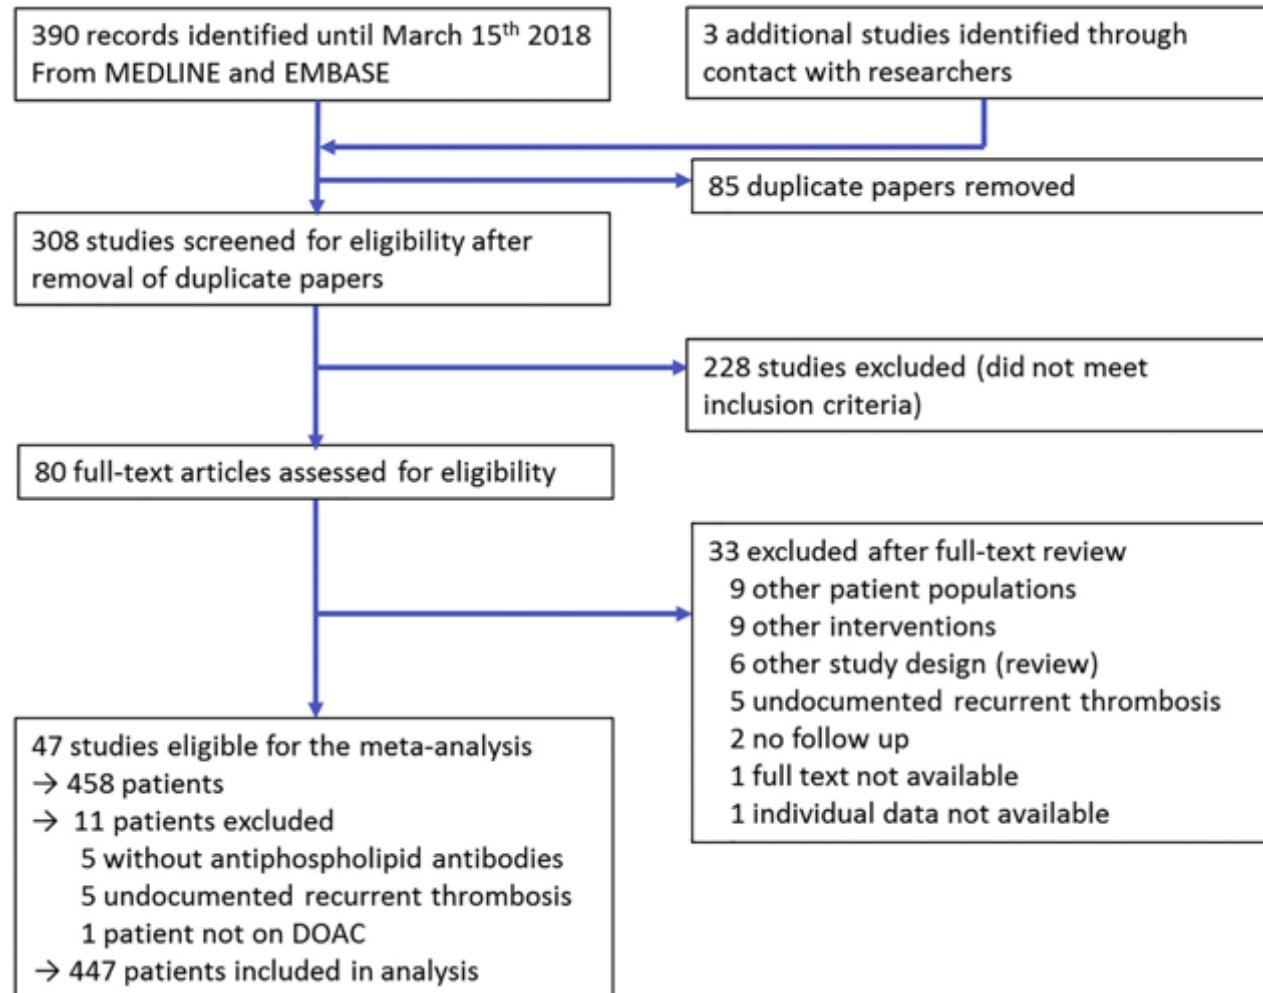 390 records identified until March 15th 2018
From MEDLINE and EMBASE
3 additional studies identified through
contact with researchers
85 duplicate papers removed
308 studies screened for eligibility after
removal of duplicate papers
228 studies excluded (did not meet
inclusion criteria)
80 full-text articles assessed for eligibility
33 excluded after full-text review
9 other patient populations
9 other interventions
6 other study design (review)
5 undocumented recurrent thrombosis
2 no follow up
1 full text not available
1 individual data not available
47 studies eligible for the meta-analysis
→ 458 patients
→ 11 patients excluded
5 without antiphospholipid antibodies
5 undocumented recurrent thrombosis
1 patient not on DOAC
→ 447 patients included in analysis